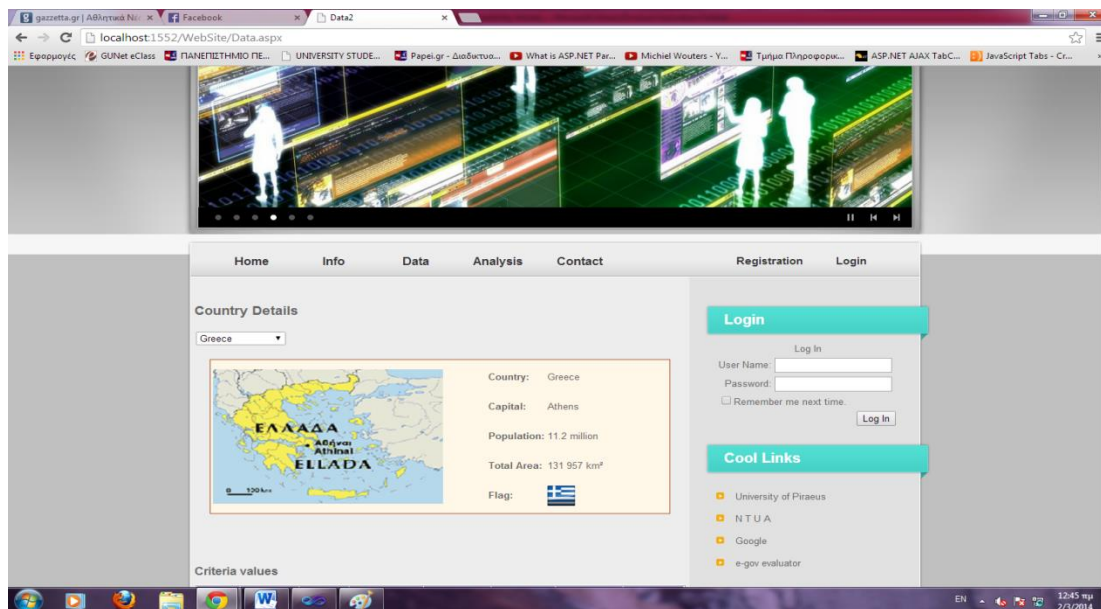 gazzetta.gr | Αθλητικά Νέ
Facebook
Data2
localhost:1552/WebSite/Data.aspx
Εφαρμογές
GUNet eClass
ΠΑΝΕΠΙΣΤΗΜΙΟ ΠΕ...
UNIVERSITY STUDE...
Papei.gr - Διαδικτυα...
What is ASP.NET Par...
Michiel Wouters - Y...
Τμήμα Πληροφορικ...
ASP.NET AJAX TabC...
JavaScript Tabs - Cr...
Home Info Data Analysis Contact Registration Login
Country Details
Greece
ΕΛΛΑΔΑ
Αθήναι
Athinai
ELLADA
0 120 km
Country: Greece
Capital: Athens
Population: 11.2 million
Total Area: 131 957 km²
Flag:
Criteria values
Login
Log In
User Name:
Password:
Remember me next time.
Log In
Cool Links
University of Piraeus
N T U A
Google
e-gov evaluator
EN
12:45 πμ
2/3/2014